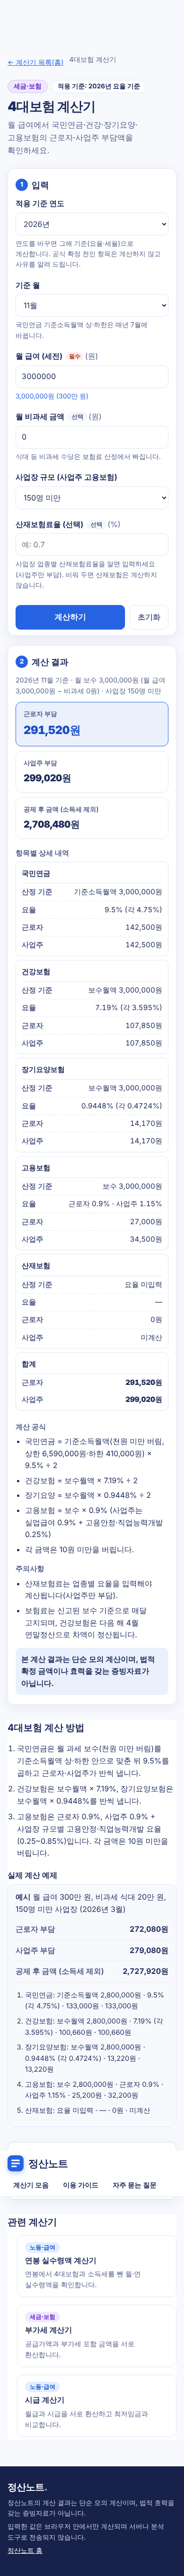 ← 계산기 목록(홈) 4대보험 계산기
세금·보험 적용 기준: 2026년 요율 기준
4대보험 계산기
월 급여에서 국민연금·건강·장기요양·
고용보험의 근로자·사업주 부담액을
확인하세요.
1 입력
적용 기준 연도
2026년
연도를 바꾸면 그에 기준(요율·세율)으로
계산합니다. 공식 확정 전인 항목은 계산하지 않고
사유를 알려 드립니다.
기준 월
11월
국민연금 기준소득월액 상·하한은 매년 7월에
바뀝니다.
월 급여 (세전) 필수 (원)
3000000
3,000,000원 (300만 원)
월 비과세 금액 선택 (원)
0
식대 등 비과세 수당은 보험료 산정에서 빠집니다.
사업장 규모 (사업주 고용보험)
150명 미만
산재보험료율 (선택) 선택 (%)
예: 0.7
사업장 업종별 산재보험료율을 알면 입력하세요
(사업주만 부담). 비워 두면 산재보험은 계산하지
않습니다.
계산하기 초기화
2 계산 결과
2026년 11월 기준 · 월 보수 3,000,000원 (월 급여
3,000,000원 − 비과세 0원) · 사업장 150명 미만
근로자 부담
291,520원
사업주 부담
299,020원
공제 후 금액 (소득세 제외)
2,708,480원
항목별 상세 내역
국민연금
산정 기준 기준소득월액 3,000,000원
요율 9.5% (각 4.75%)
근로자 142,500원
사업주 142,500원
건강보험
산정 기준 보수월액 3,000,000원
요율 7.19% (각 3.595%)
근로자 107,850원
사업주 107,850원
장기요양보험
산정 기준 보수월액 3,000,000원
요율 0.9448% (각 0.4724%)
근로자 14,170원
사업주 14,170원
고용보험
산정 기준 보수 3,000,000원
요율 근로자 0.9% · 사업주 1.15%
근로자 27,000원
사업주 34,500원
산재보험
산정 기준 요율 미입력
요율 —
근로자 0원
사업주 미계산
합계
근로자 291,520원
사업주 299,020원
계산 공식
• 국민연금 = 기준소득월액(천원 미만 버림,
상한 6,590,000원·하한 410,000원) ×
9.5% ÷ 2
• 건강보험 = 보수월액 × 7.19% ÷ 2
• 장기요양 = 보수월액 × 0.9448% ÷ 2
• 고용보험 = 보수 × 0.9% (사업주는
실업급여 0.9% + 고용안정·직업능력개발
0.25%)
• 각 금액은 10원 미만을 버립니다.
주의사항
• 산재보험료는 업종별 요율을 입력해야
계산됩니다(사업주만 부담).
• 보험료는 신고된 보수 기준으로 매달
고지되며, 건강보험은 다음 해 4월
연말정산으로 차액이 정산됩니다.
본 계산 결과는 단순 모의 계산이며, 법적
확정 금액이나 효력을 갖는 증빙자료가
아닙니다.
4대보험 계산 방법
1. 국민연금은 월 과세 보수(천원 미만 버림)를
기준소득월액 상·하한 안으로 맞춘 뒤 9.5%를
곱하고 근로자·사업주가 반씩 냅니다.
2. 건강보험은 보수월액 × 7.19%, 장기요양보험은
보수월액 × 0.9448%를 반씩 냅니다.
3. 고용보험은 근로자 0.9%, 사업주 0.9% +
사업장 규모별 고용안정·직업능력개발 요율
(0.25~0.85%)입니다. 각 금액은 10원 미만을
버립니다.
실제 계산 예제
예시 월 급여 300만 원, 비과세 식대 20만 원,
150명 미만 사업장 (2026년 3월)
근로자 부담 272,080원
사업주 부담 279,080원
공제 후 금액 (소득세 제외) 2,727,920원
1. 국민연금: 기준소득월액 2,800,000원 · 9.5%
(각 4.75%) · 133,000원 · 133,000원
2. 건강보험: 보수월액 2,800,000원 · 7.19% (각
3.595%) · 100,660원 · 100,660원
3. 장기요양보험: 보수월액 2,800,000원 ·
0.9448% (각 0.4724%) · 13,220원 ·
13,220원
4. 고용보험: 보수 2,800,000원 · 근로자 0.9% ·
사업주 1.15% · 25,200원 · 32,200원
5. 산재보험: 요율 미입력 · — · 0원 · 미계산
정산노트
계산기 모음 이용 가이드 자주 묻는 질문
관련 계산기
노동·급여
연봉 실수령액 계산기
연봉에서 4대보험과 소득세를 뺀 월·연
실수령액을 확인합니다.
세금·보험
부가세 계산기
공급가액과 부가세 포함 금액을 서로
환산합니다.
노동·급여
시급 계산기
월급과 시급을 서로 환산하고 최저임금과
비교합니다.
정산노트.
정산노트의 계산 결과는 단순 모의 계산이며, 법적 효력을
갖는 증빙자료가 아닙니다.
입력한 값은 브라우저 안에서만 계산되며 서버나 분석
도구로 전송되지 않습니다.
정산노트 홈